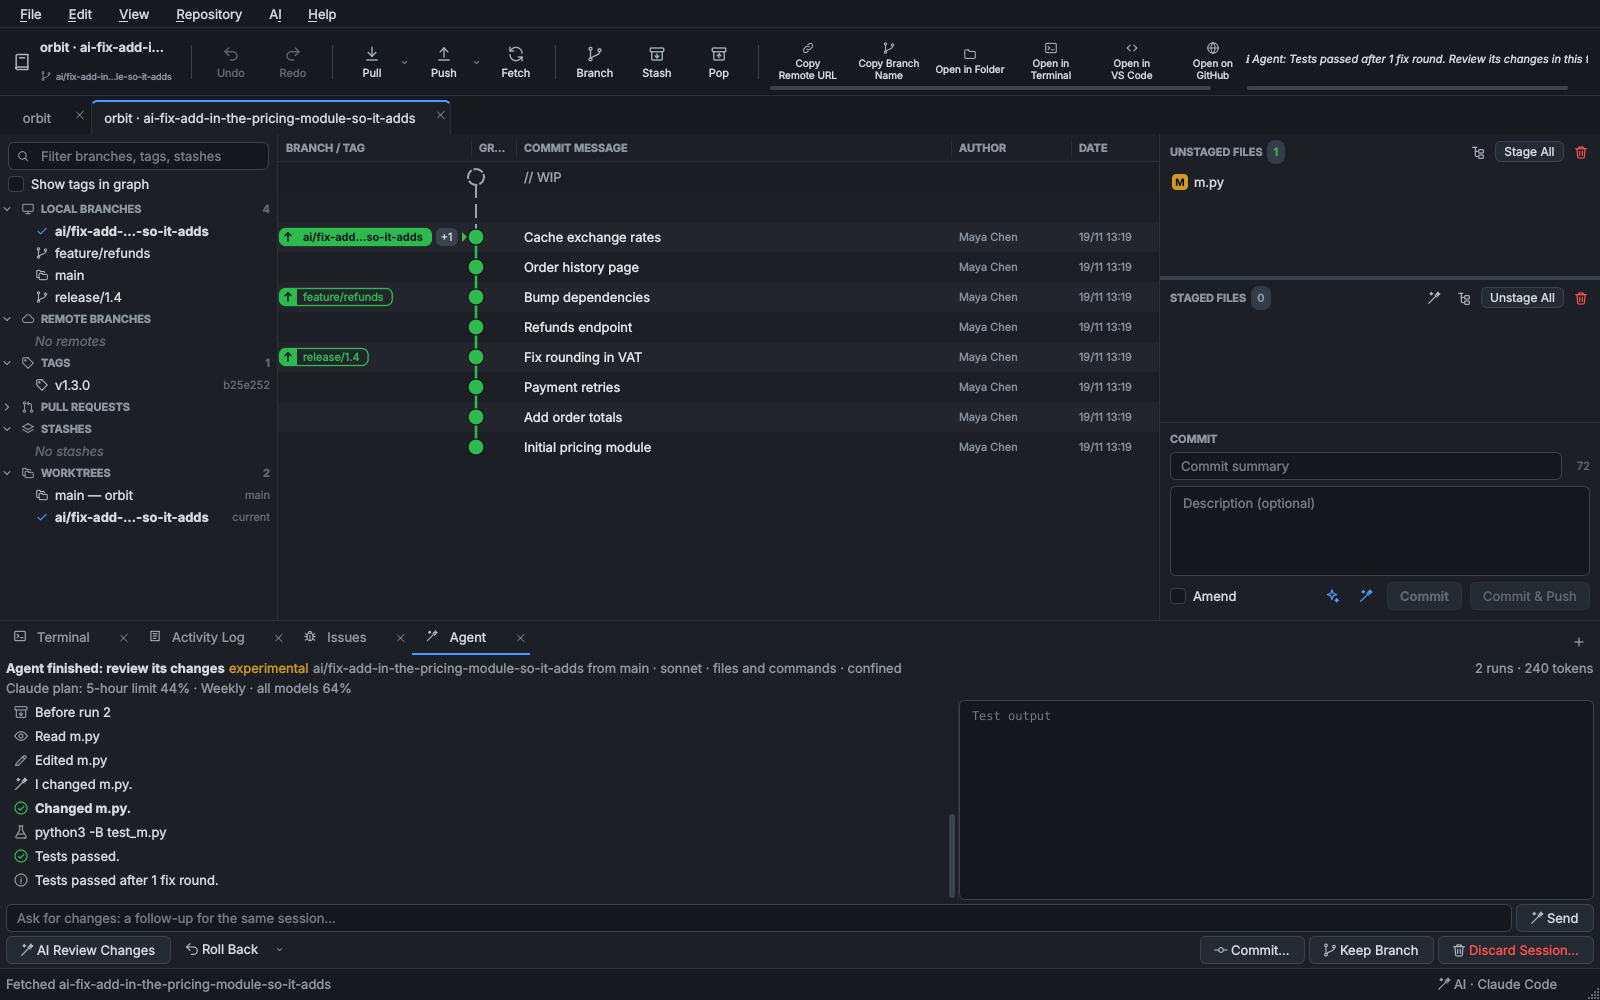 File Edit View Repository AI Help
orbit · ai-fix-add-i...
ai/fix-add-in...le-so-it-adds
Undo
Redo
Pull
Push
Fetch
Branch
Stash
Pop
Copy
Remote URL
Copy Branch
Name
Open in Folder
Open in
Terminal
Open in
VS Code
Open on
GitHub
Agent: Tests passed after 1 fix round. Review its changes in this
orbit
orbit · ai-fix-add-in-the-pricing-module-so-it-adds
Filter branches, tags, stashes
Show tags in graph
LOCAL BRANCHES 4
ai/fix-add-...-so-it-adds
feature/refunds
main
release/1.4
REMOTE BRANCHES
No remotes
TAGS 1
v1.3.0 b25e252
PULL REQUESTS
STASHES
No stashes
WORKTREES 2
main — orbit main
ai/fix-add-...-so-it-adds current
BRANCH / TAG GR... COMMIT MESSAGE AUTHOR DATE
// WIP
ai/fix-add...so-it-adds +1 Cache exchange rates Maya Chen 19/11 13:19
Order history page Maya Chen 19/11 13:19
feature/refunds Bump dependencies Maya Chen 19/11 13:19
Refunds endpoint Maya Chen 19/11 13:19
release/1.4 Fix rounding in VAT Maya Chen 19/11 13:19
Payment retries Maya Chen 19/11 13:19
Add order totals Maya Chen 19/11 13:19
Initial pricing module Maya Chen 19/11 13:19
UNSTAGED FILES 1 Stage All
M m.py
STAGED FILES 0 Unstage All
COMMIT
Commit summary 72
Description (optional)
Amend Commit Commit & Push
Terminal Activity Log Issues Agent
Agent finished: review its changes experimental ai/fix-add-in-the-pricing-module-so-it-adds from main · sonnet · files and commands · confined 2 runs · 240 tokens
Claude plan: 5-hour limit 44% · Weekly · all models 64%
Before run 2
Read m.py
Edited m.py
I changed m.py.
Changed m.py.
python3 -B test_m.py
Tests passed.
Tests passed after 1 fix round.
Test output
Ask for changes: a follow-up for the same session... Send
AI Review Changes Roll Back Commit... Keep Branch Discard Session...
Fetched ai-fix-add-in-the-pricing-module-so-it-adds AI · Claude Code